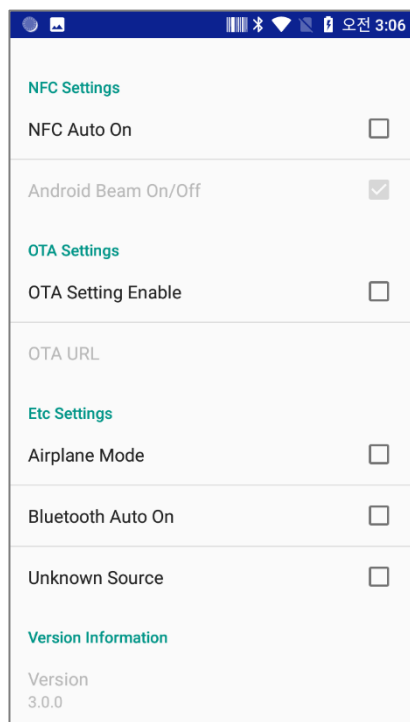 오전 3:06
NFC Settings
NFC Auto On
Android Beam On/Off
OTA Settings
OTA Setting Enable
OTA URL
Etc Settings
Airplane Mode
Bluetooth Auto On
Unknown Source
Version Information
Version
3.0.0